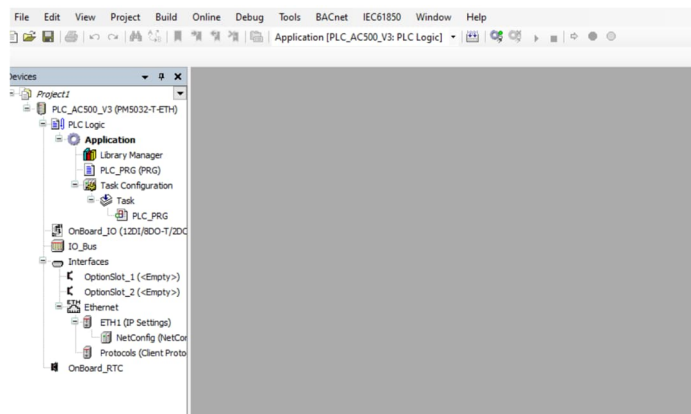 File Edit View Project Build Online Debug Tools BACnet IEC61850 Window Help
Application [PLC_AC500_V3: PLC Logic]
Devices
Project1
PLC_AC500_V3 (PM5032-T-ETH)
PLC Logic
Application
Library Manager
PLC_PRG (PRG)
Task Configuration
Task
PLC_PRG
OnBoard_IO (12DI/8DO-T/2DC
IO_Bus
Interfaces
OptionSlot_1 (<Empty>)
OptionSlot_2 (<Empty>)
ETH Ethernet
ETH1 (IP Settings)
NetConfig (NetCor
Protocols (Client Proto
OnBoard_RTC